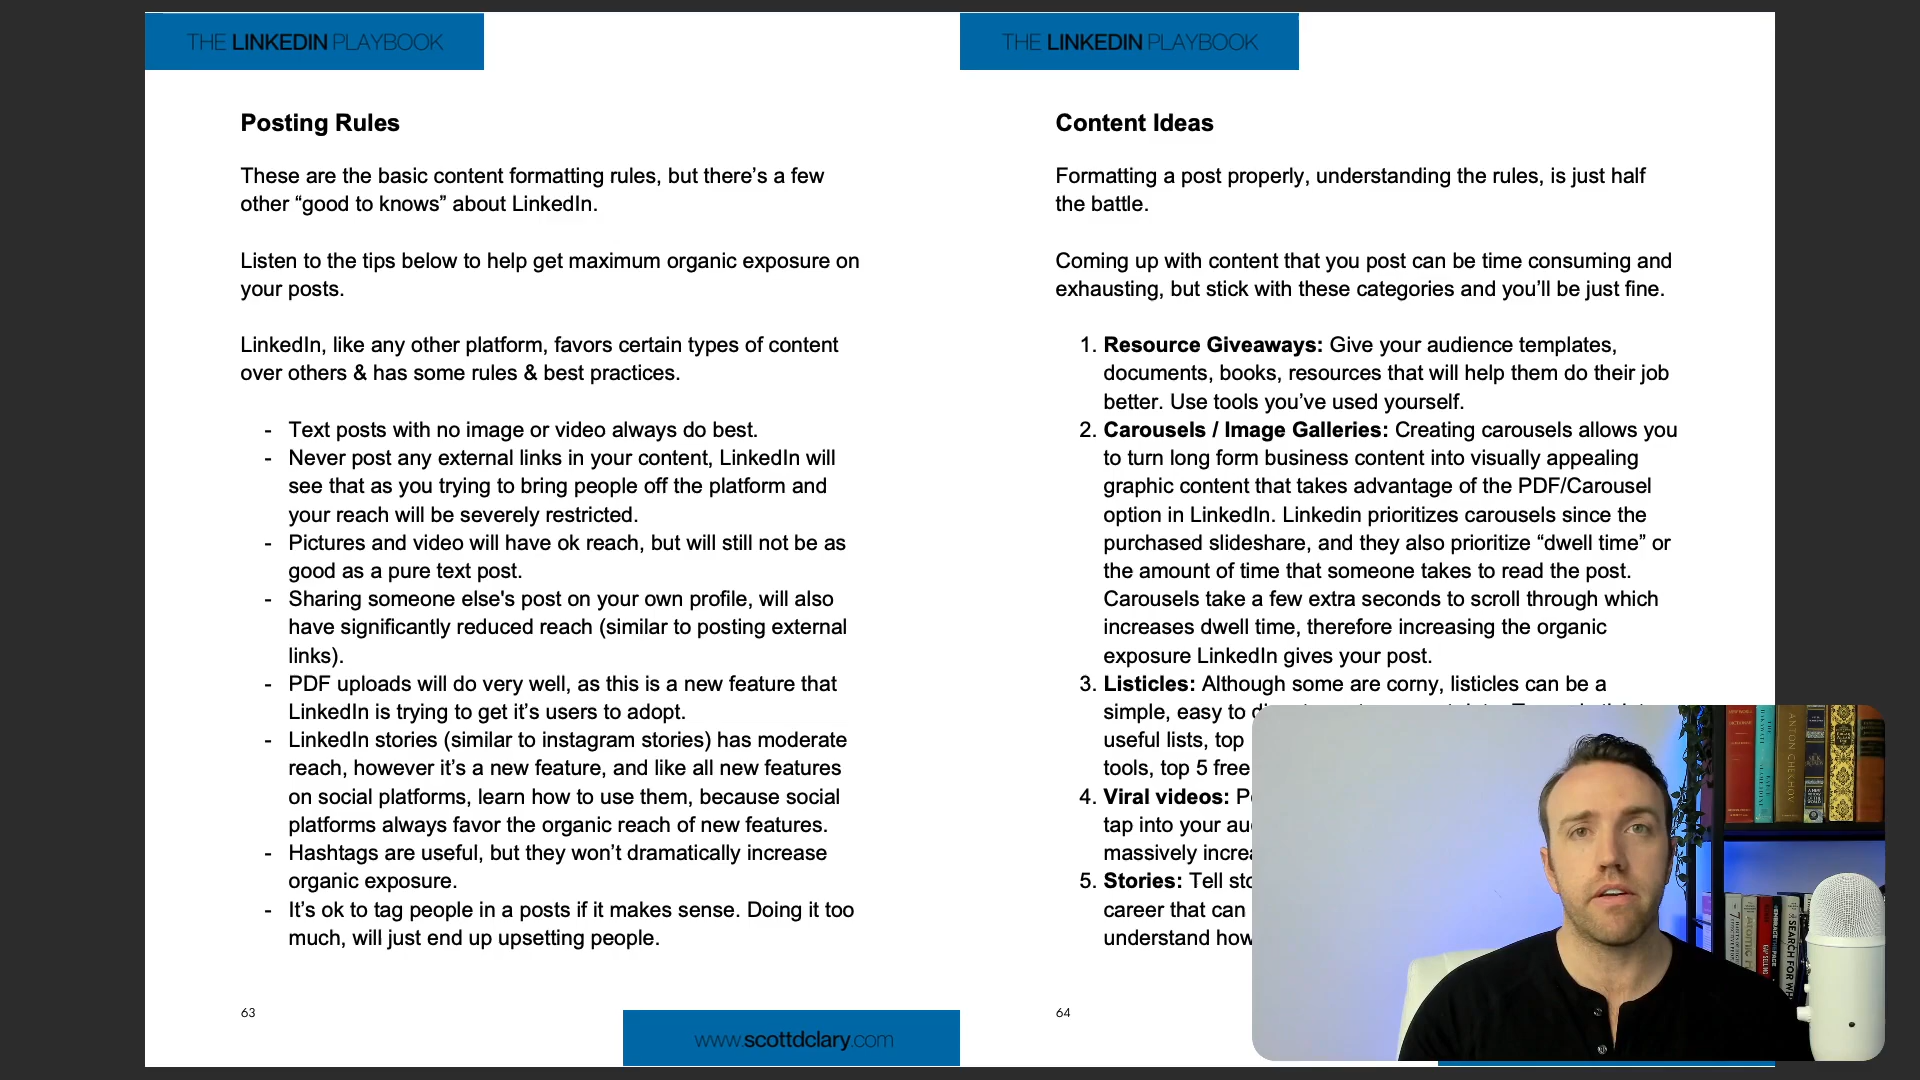 THE LINKEDIN PLAYBOOK
Posting Rules
These are the basic content formatting rules, but there’s a few
other “good to knows” about LinkedIn.
Listen to the tips below to help get maximum organic exposure on
your posts.
LinkedIn, like any other platform, favors certain types of content
over others & has some rules & best practices.
- Text posts with no image or video always do best.
- Never post any external links in your content, LinkedIn will
see that as you trying to bring people off the platform and
your reach will be severely restricted.
- Pictures and video will have ok reach, but will still not be as
good as a pure text post.
- Sharing someone else's post on your own profile, will also
have significantly reduced reach (similar to posting external
links).
- PDF uploads will do very well, as this is a new feature that
LinkedIn is trying to get it’s users to adopt.
- LinkedIn stories (similar to instagram stories) has moderate
reach, however it’s a new feature, and like all new features
on social platforms, learn how to use them, because social
platforms always favor the organic reach of new features.
- Hashtags are useful, but they won’t dramatically increase
organic exposure.
- It’s ok to tag people in a posts if it makes sense. Doing it too
much, will just end up upsetting people.
63
www.scottdclary.com
THE LINKEDIN PLAYBOOK
Content Ideas
Formatting a post properly, understanding the rules, is just half
the battle.
Coming up with content that you post can be time consuming and
exhausting, but stick with these categories and you’ll be just fine.
1. Resource Giveaways: Give your audience templates,
documents, books, resources that will help them do their job
better. Use tools you’ve used yourself.
2. Carousels / Image Galleries: Creating carousels allows you
to turn long form business content into visually appealing
graphic content that takes advantage of the PDF/Carousel
option in LinkedIn. Linkedin prioritizes carousels since the
purchased slideshare, and they also prioritize “dwell time” or
the amount of time that someone takes to read the post.
Carousels take a few extra seconds to scroll through which
increases dwell time, therefore increasing the organic
exposure LinkedIn gives your post.
3. Listicles: Although some are corny, listicles can be a
simple, easy to
useful lists, top
tools, top 5 free
4. Viral videos:
tap into your
massively
5. Stories: Tell
career that can
understand how
64
ANTON CHEKHOV